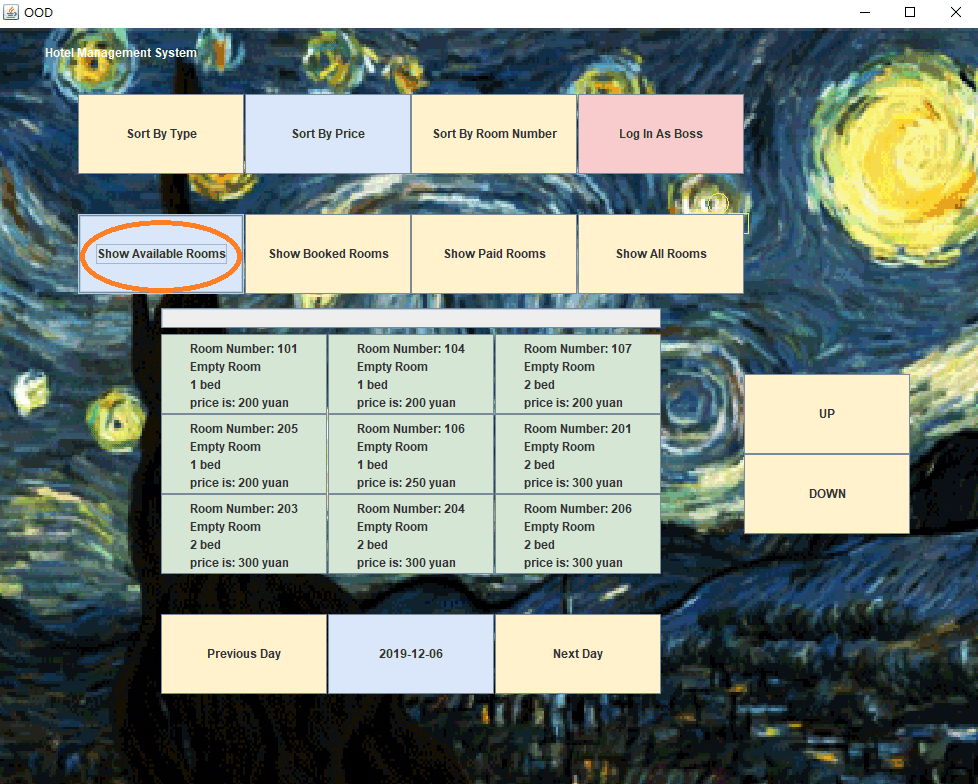 OOD
Hotel Management System
Sort By Type
Sort By Price
Sort By Room Number
Log In As Boss
Show Available Rooms
Show Booked Rooms
Show Paid Rooms
Show All Rooms
Room Number: 101
Empty Room
1 bed
price is: 200 yuan
Room Number: 104
Empty Room
1 bed
price is: 200 yuan
Room Number: 107
Empty Room
2 bed
price is: 200 yuan
Room Number: 205
Empty Room
1 bed
price is: 200 yuan
Room Number: 106
Empty Room
1 bed
price is: 250 yuan
Room Number: 201
Empty Room
2 bed
price is: 300 yuan
Room Number: 203
Empty Room
2 bed
price is: 300 yuan
Room Number: 204
Empty Room
2 bed
price is: 300 yuan
Room Number: 206
Empty Room
2 bed
price is: 300 yuan
UP
DOWN
Previous Day
2019-12-06
Next Day